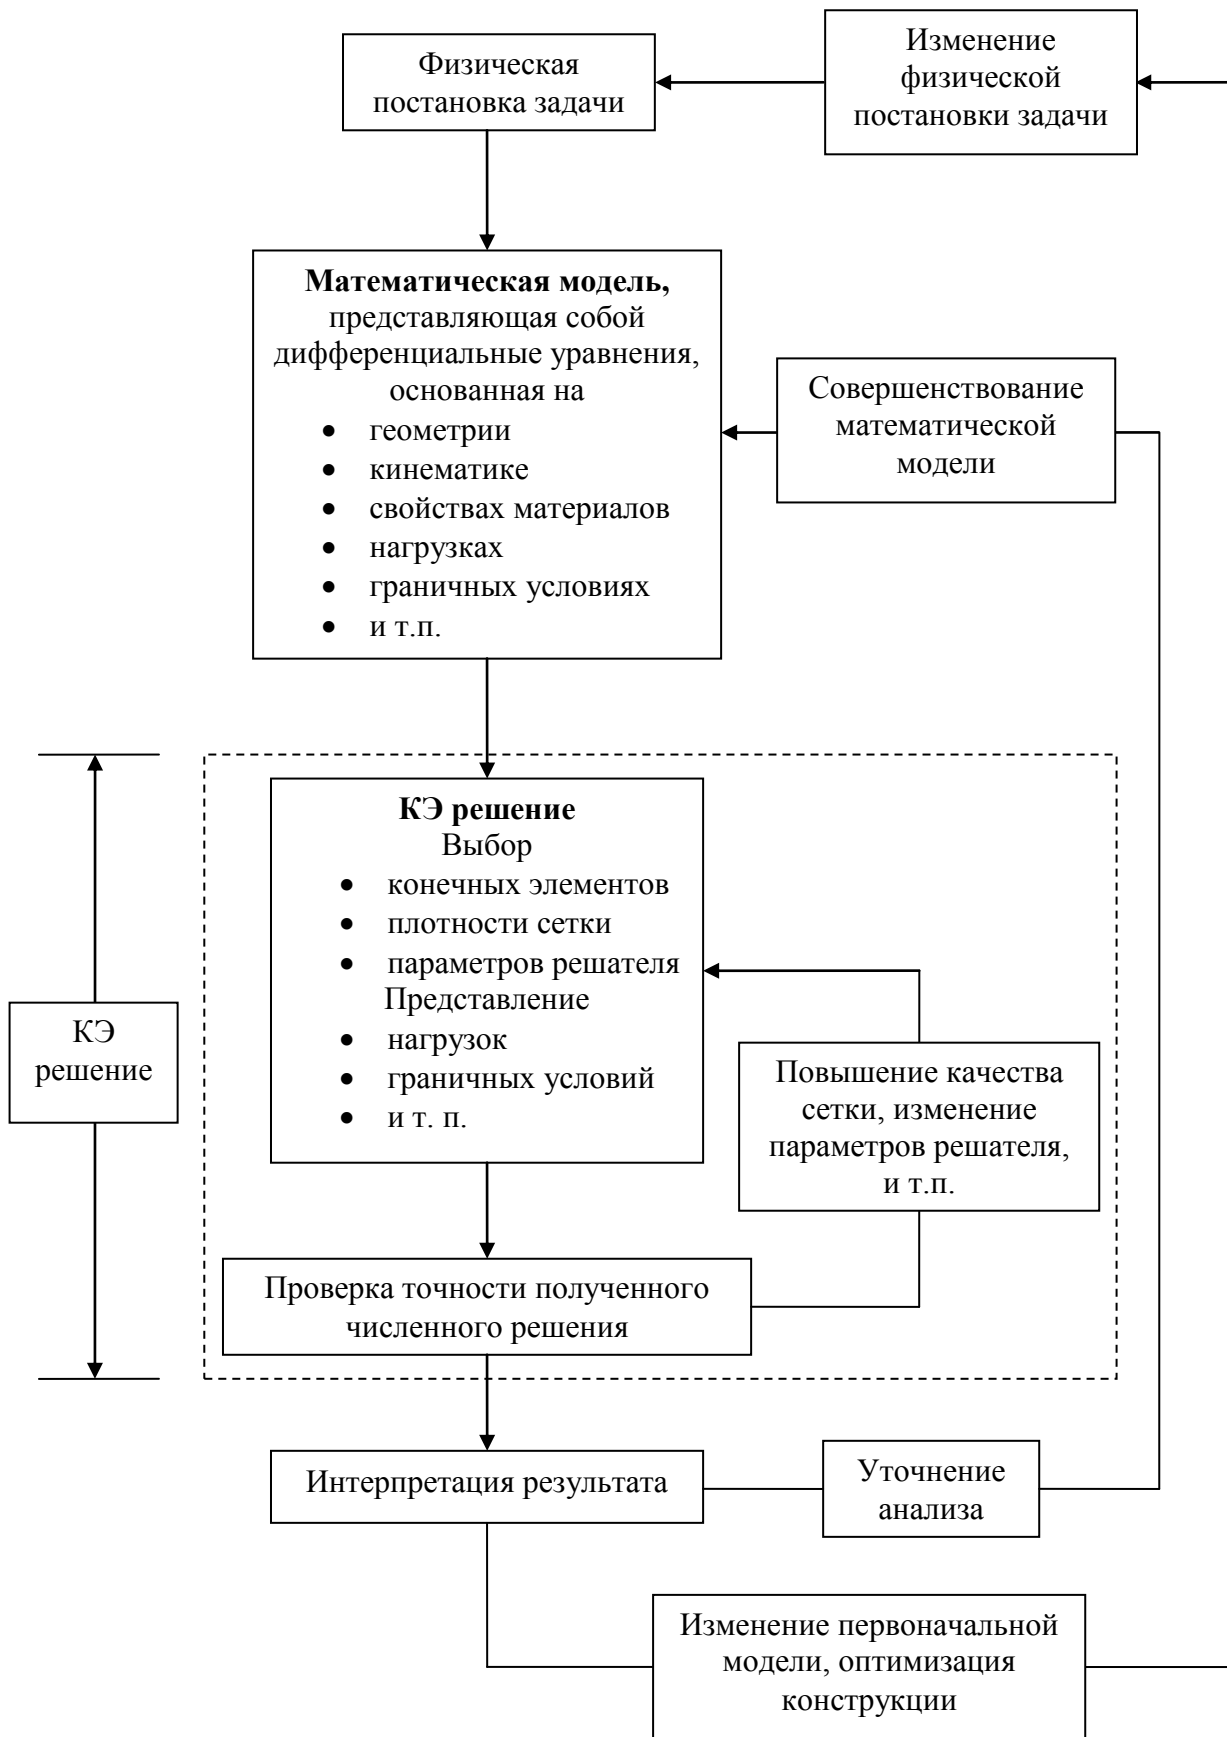 Физическая
постановка задачи
Изменение
физической
постановки задачи
Математическая модель,
представляющая собой
дифференциальные уравнения,
основанная на
• геометрии
• кинематике
• свойствах материалов
• нагрузках
• граничных условиях
• и т.п.
Совершенствование
математической
модели
КЭ
решение
КЭ решение
Выбор
• конечных элементов
• плотности сетки
• параметров решателя
Представление
• нагрузок
• граничных условий
• и т. п.
Повышение качества
сетки, изменение
параметров решателя,
и т.п.
Проверка точности полученного
численного решения
Интерпретация результата
Уточнение
анализа
Изменение первоначальной
модели, оптимизация
конструкции